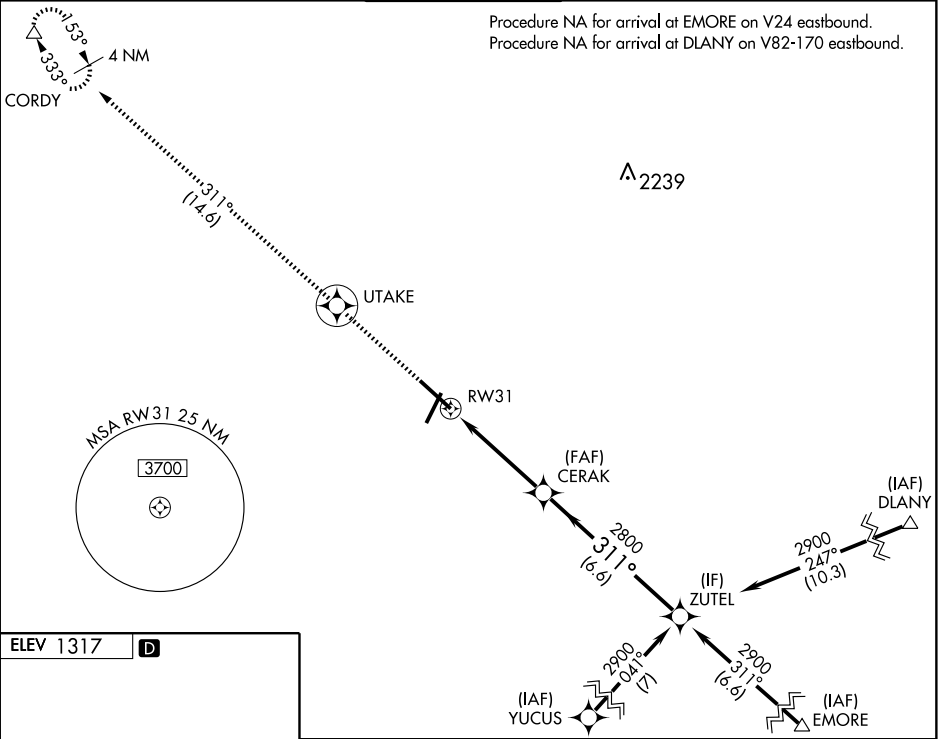 Procedure NA for arrival at EMORE on V24 eastbound.
Procedure NA for arrival at DLANY on V82-170 eastbound.
153°
333°
4 NM
CORDY
2239
311°
(14.6)
UTAKE
RW31
MSA RW31 25 NM
3700
(FAF)
CERAK
(IAF)
DLANY
2800
311°
(6.6)
2900
247°
(10.3)
(IF)
ZUTEL
2900
041°
(7)
2900
311°
(6.6)
(IAF)
YUCUS
(IAF)
EMORE
ELEV 1317 D